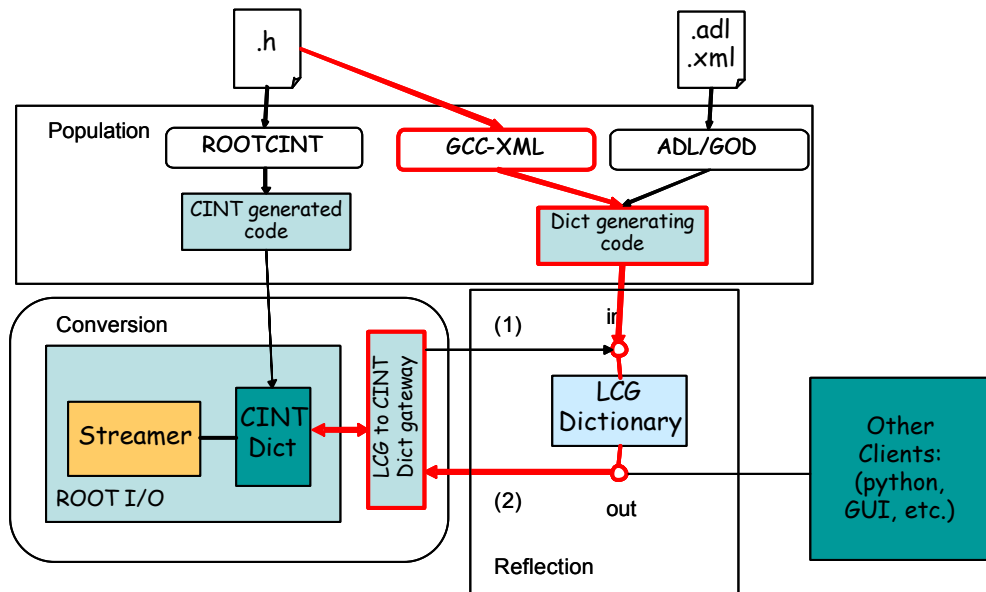 .h
.adl
.xml
Population
ROOTCINT
GCC-XML
ADL/GOD
CINT generated
code
Dict generating
code
Conversion
(1)
in
LCG to CINT
Dict gateway
Streamer
CINT
Dict
LCG
Dictionary
Other
Clients:
(python,
GUI, etc.)
ROOT I/O
(2)
out
Reflection